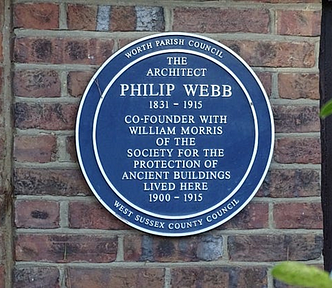 WORTH PARISH COUNCIL
THE
ARCHITECT
PHILIP WEBB
1831 - 1915
CO-FOUNDER WITH
WILLIAM MORRIS
OF THE
SOCIETY FOR THE
PROTECTION OF
ANCIENT BUILDINGS
LIVED HERE
1900 - 1915
WEST SUSSEX COUNTY COUNCIL